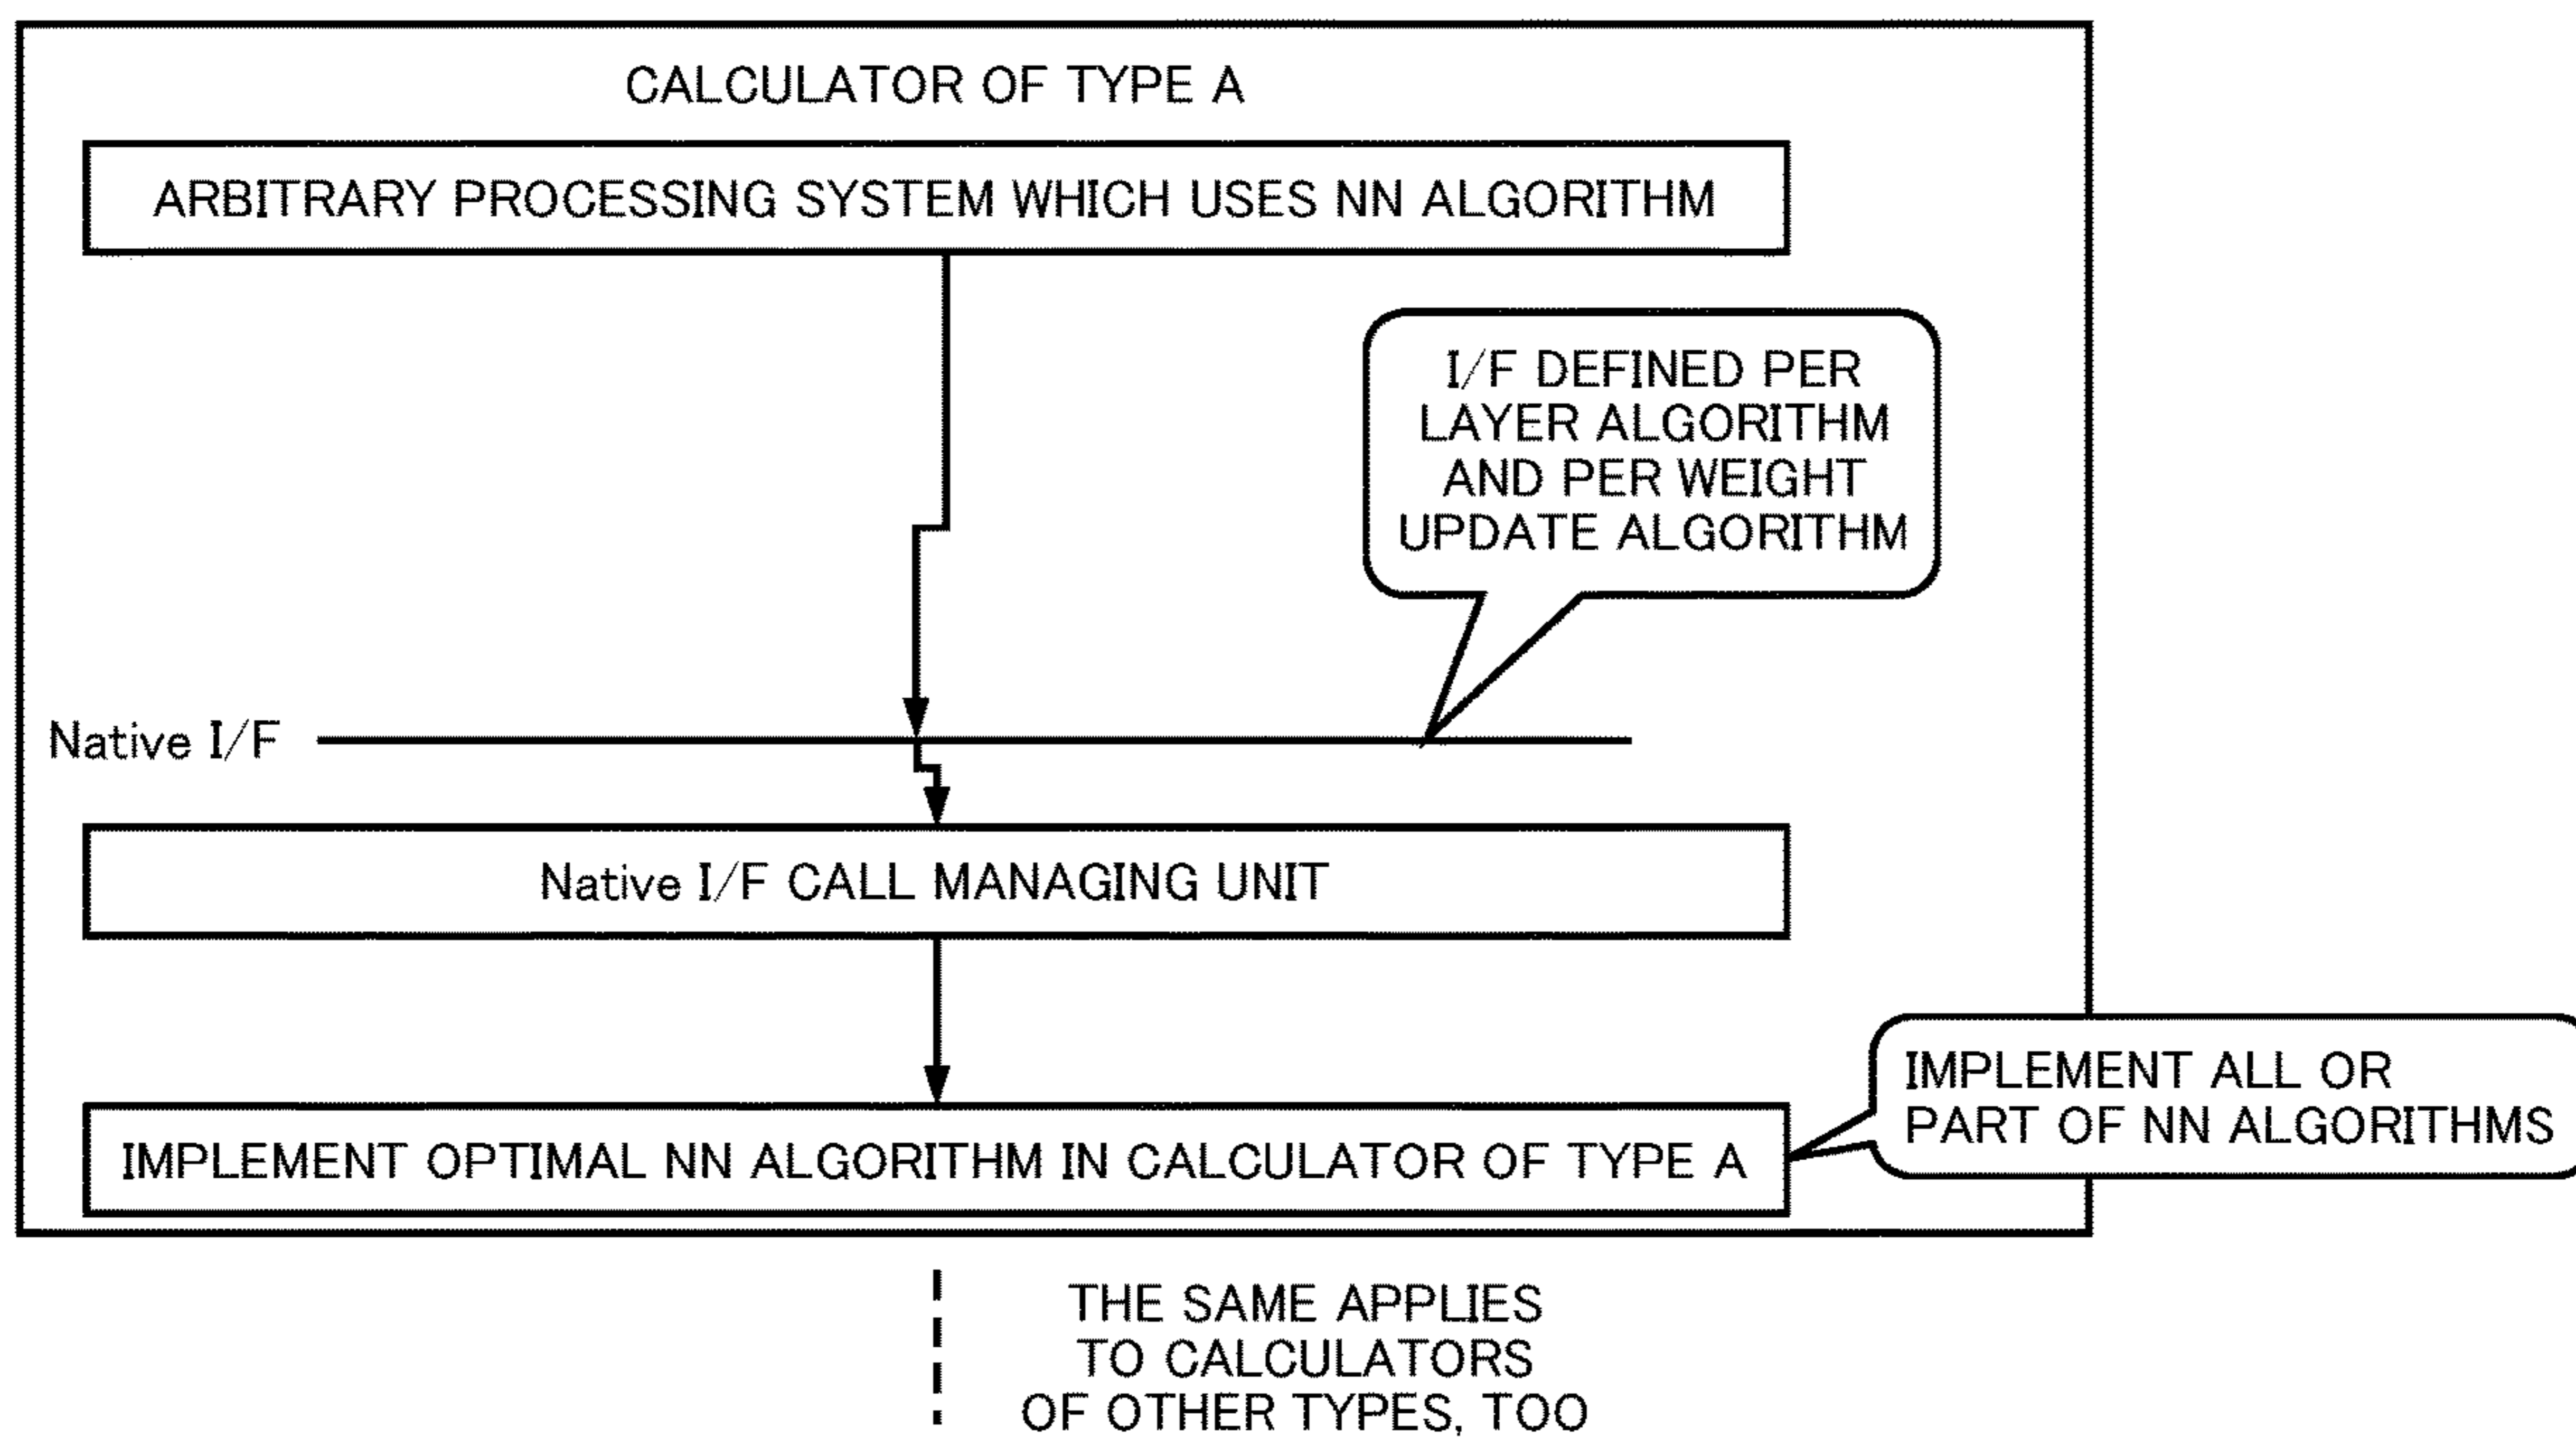 CALCULATOR OF TYPE A
ARBITRARY PROCESSING SYSTEM WHICH USES NN ALGORITHM
I/F DEFINED PER
LAYER ALGORITHM
AND PER WEIGHT
UPDATE ALGORITHM
Native I/F
Native I/F CALL MANAGING UNIT
IMPLEMENT ALL OR
PART OF NN ALGORITHMS
IMPLEMENT OPTIMAL NN ALGORITHM IN CALCULATOR OF TYPE A
THE SAME APPLIES
TO CALCULATORS
OF OTHER TYPES, TOO